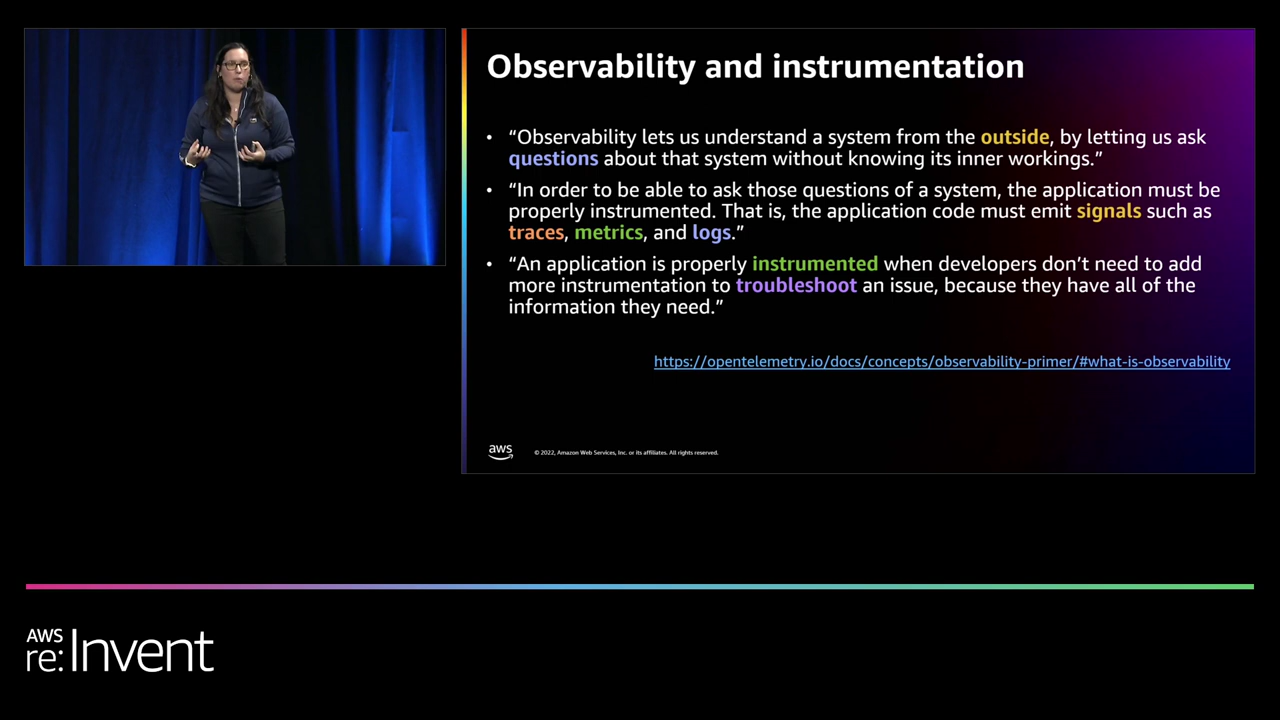 Observability and instrumentation
• “Observability lets us understand a system from the outside, by letting us ask
questions about that system without knowing its inner workings.”
• “In order to be able to ask those questions of a system, the application must be
properly instrumented. That is, the application code must emit signals such as
traces, metrics, and logs.”
• “An application is properly instrumented when developers don’t need to add
more instrumentation to troubleshoot an issue, because they have all of the
information they need.”
https://opentelemetry.io/docs/concepts/observability-primer/#what-is-observability
aws
© 2022, Amazon Web Services, Inc. or its affiliates. All rights reserved.
AWS
re:Invent